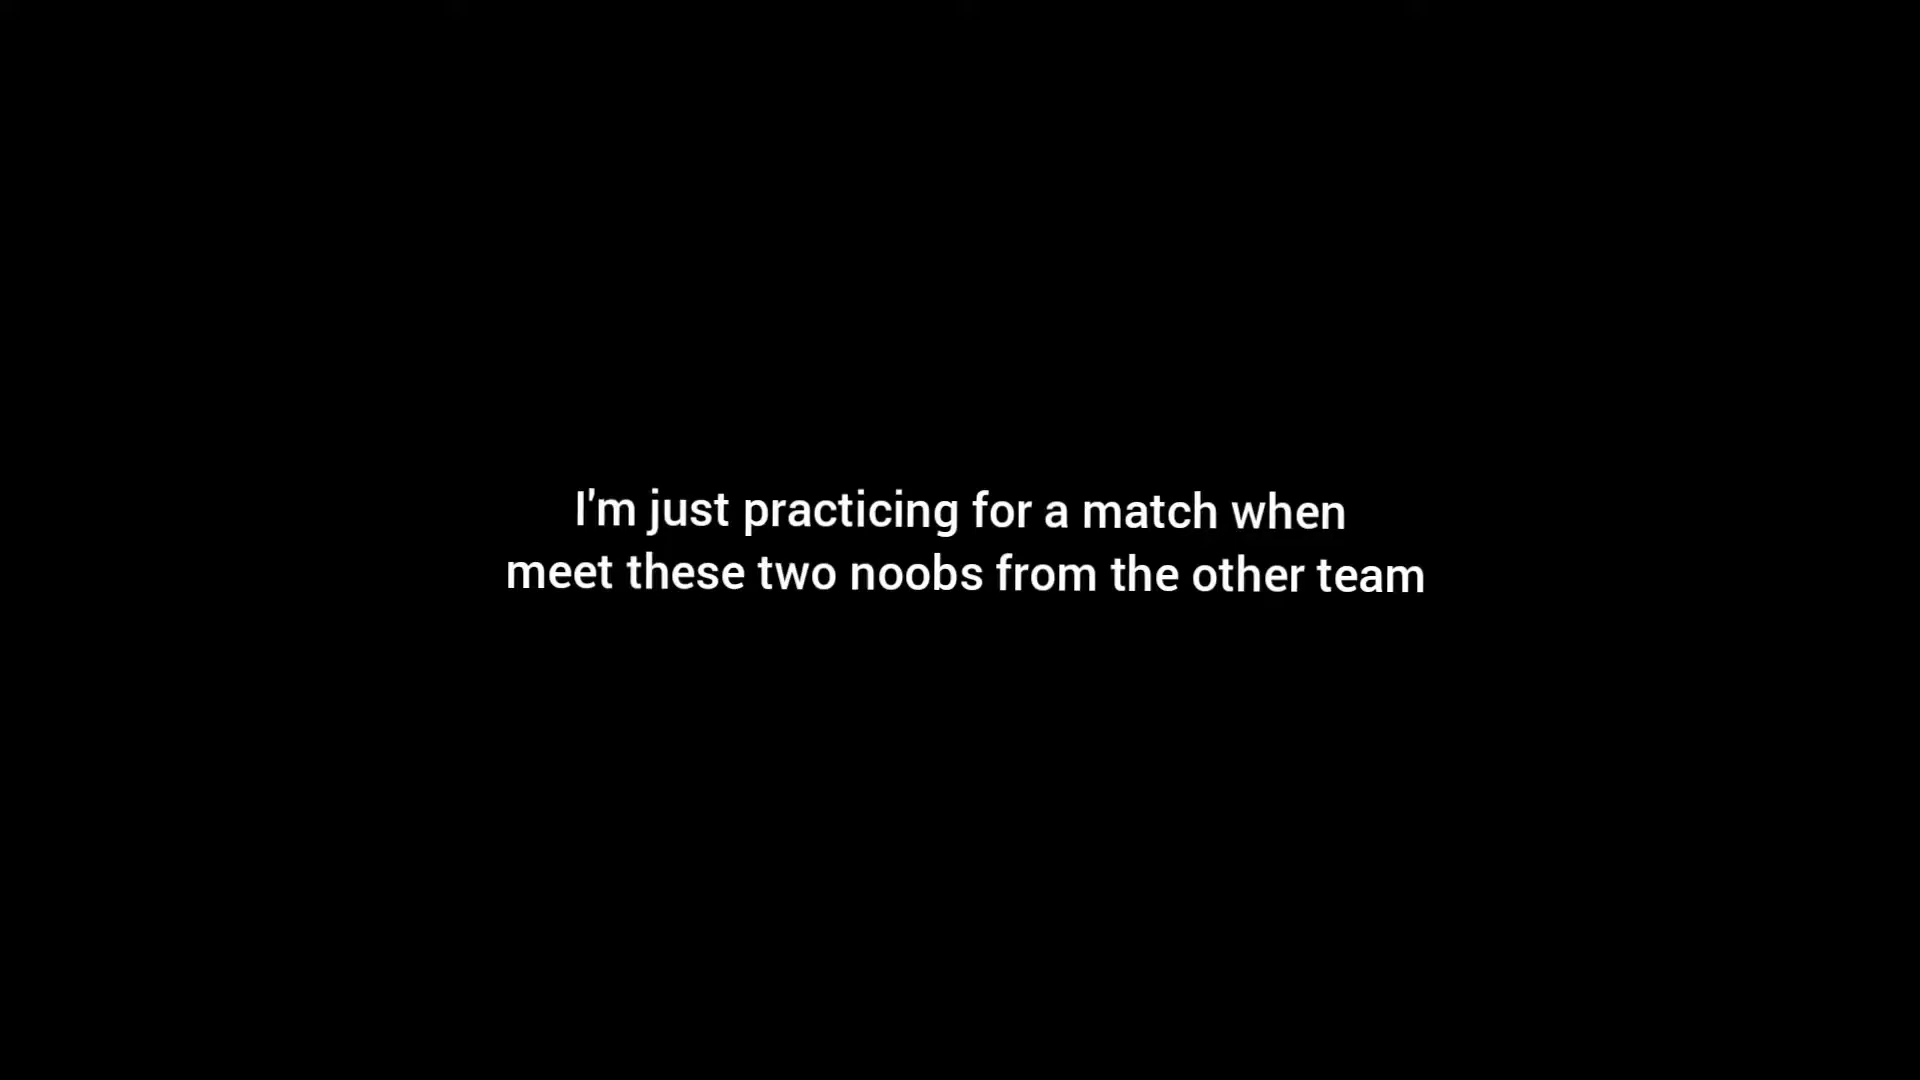 I'm just practicing for a match when
meet these two noobs from the other team